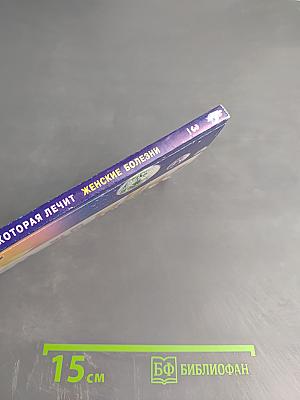 КОТОРАЯ ЛЕЧИТ ЖЕНСКИЕ БОЛЕЗНИ
15 см
БФ БИБЛИОФАН